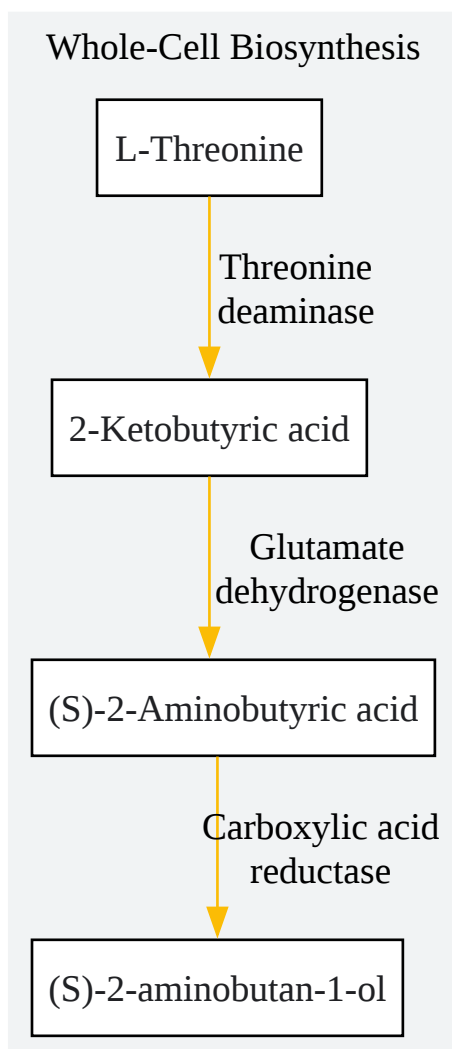 Whole-Cell Biosynthesis
L-Threonine
Threonine
deaminase
2-Ketobutyric acid
Glutamate
dehydrogenase
(S)-2-Aminobutyric acid
Carboxylic acid
reductase
(S)-2-aminobutan-1-ol